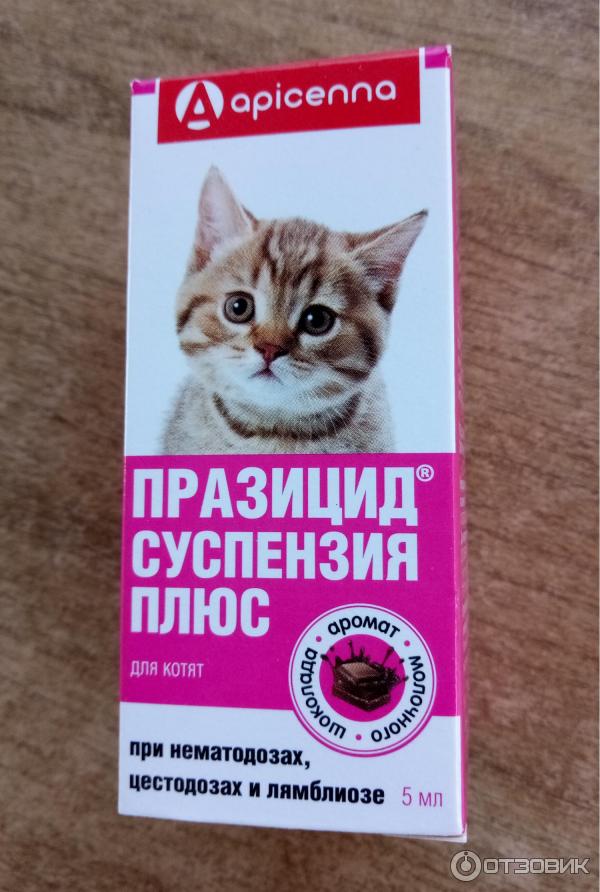 apicenna
ПРАЗИЦИД®
СУСПЕНЗИЯ
ПЛЮС
ДЛЯ КОТЯТ
аромат • молочного • шоколада •
при нематодозах,
цестодозах и лямблиозе 5 мл
ОТЗОВИК